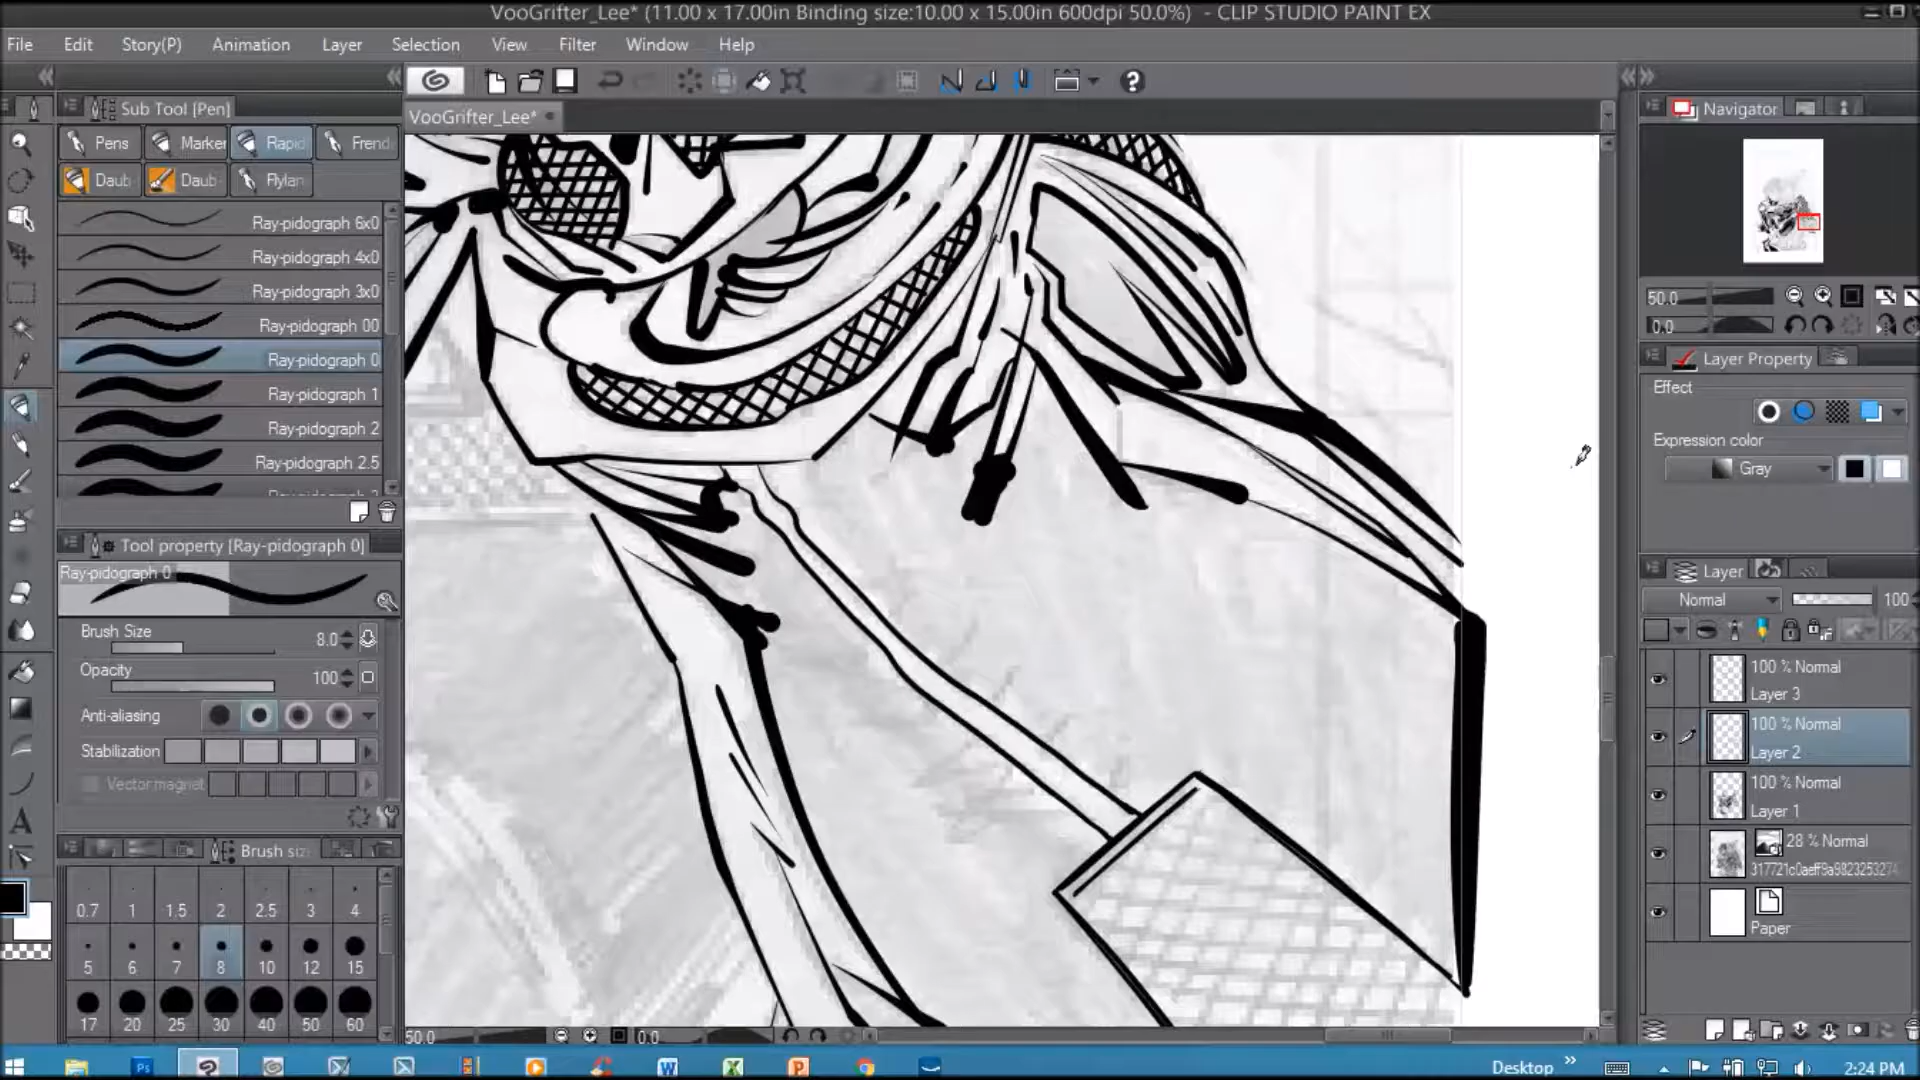 VooGrifter_Lee* (11.00 x 17.00in Binding size:10.00 x 15.00in 600dpi 50.0%) - CLIP STUDIO PAINT EX
File Edit Story(P) Animation Layer Selection View Filter Window Help
Sub Tool [Pen]
VooGrifter_Lee*
Navigator
Pens Marker Rapid Frend
Daub Daub Flylan
Ray-pidograph 6x0
Ray-pidograph 4x0
Ray-pidograph 3x0
Ray-pidograph 00
Ray-pidograph 0
Ray-pidograph 1
Ray-pidograph 2
Ray-pidograph 2.5
50.0
0.0
Layer Property
Effect
Expression color
Gray
Tool property [Ray-pidograph 0]
Ray-pidograph 0
Brush Size 8.0
Opacity 100
Anti-aliasing
Stabilization
Vector magnet
Brush siz
0.7 1 1.5 2 2.5 3 4
5 6 7 8 10 12 15
17 20 25 30 40 50 60
Layer
Normal 100
100 % Normal
Layer 3
100 % Normal
Layer 2
100 % Normal
Layer 1
28 % Normal
317721c0aeff9a9823253274
Paper
50.0 0.0
Ps W X P
Desktop » 2:24 PM